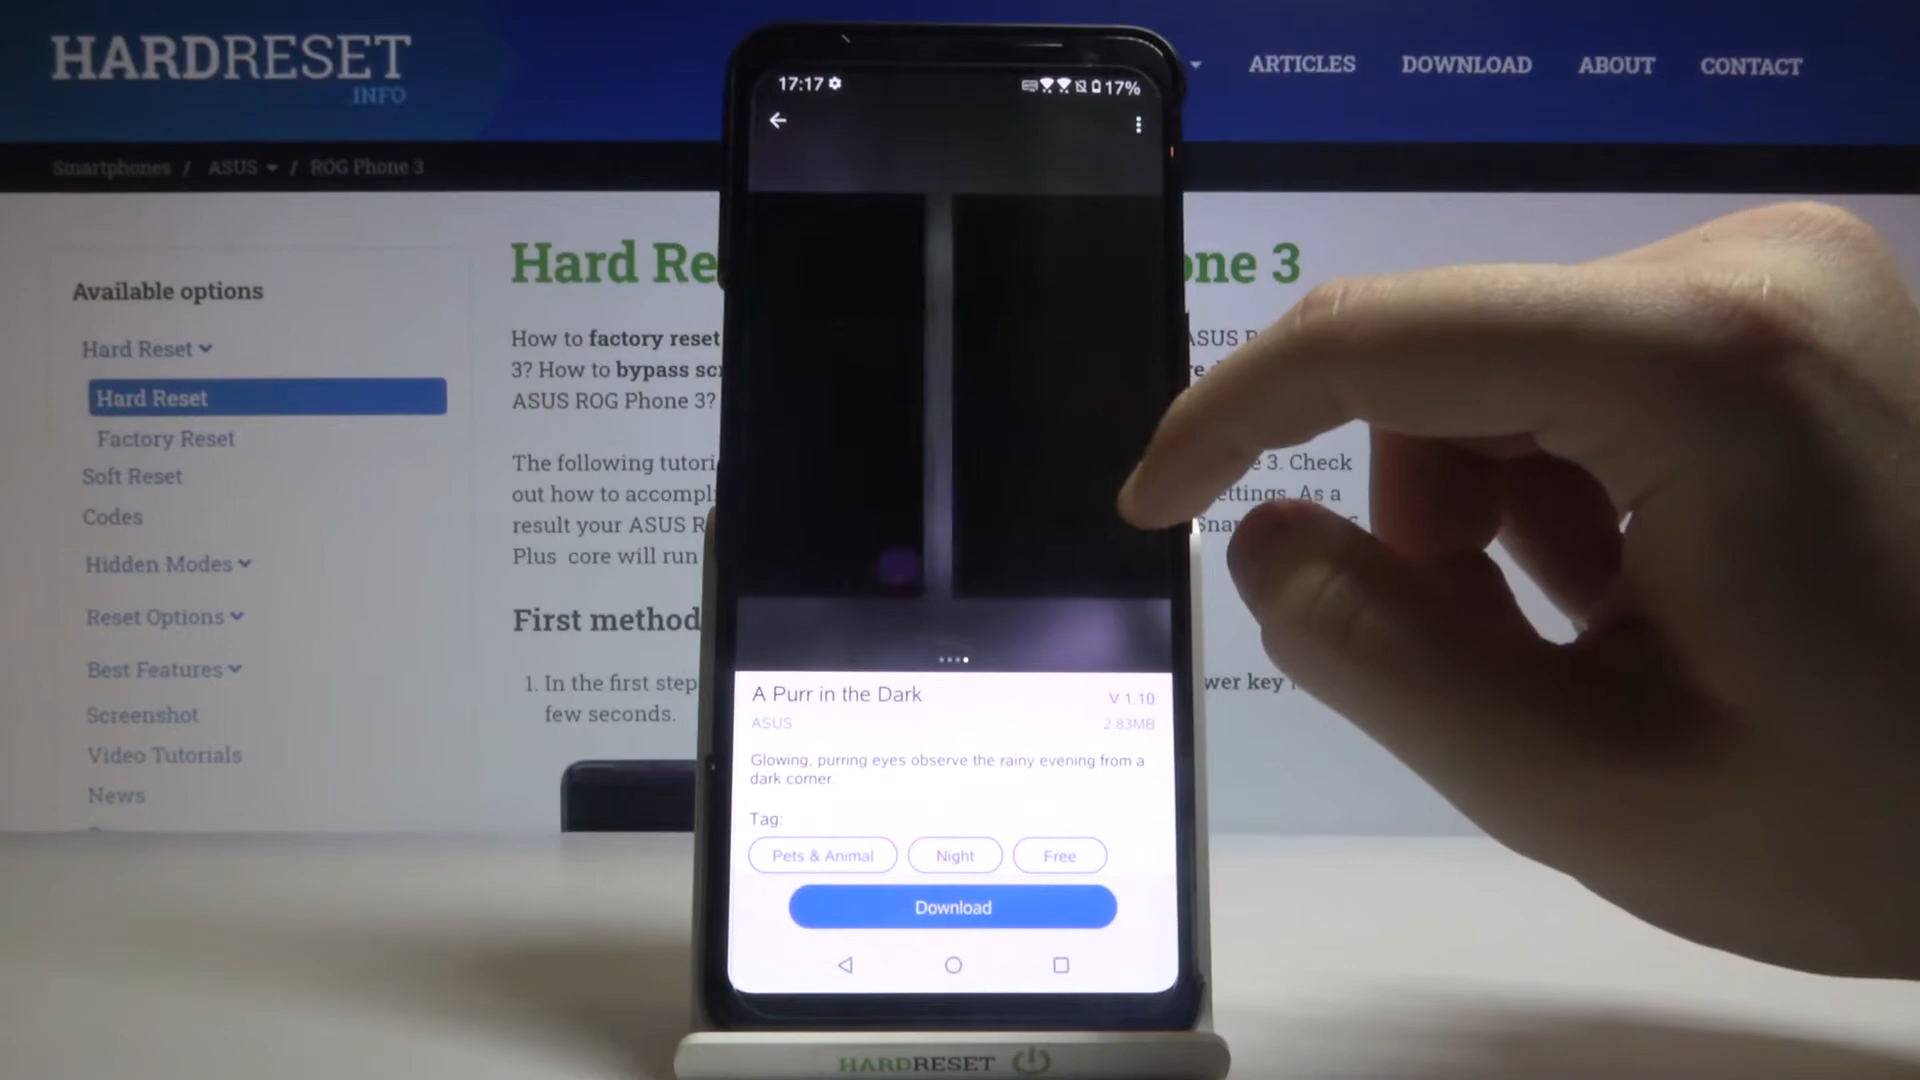 HARDRESET
.INFO
ARTICLES
DOWNLOAD
ABOUT
CONTACT
Smartphones / ASUS / ROG Phone 3
Available options
Hard Reset
Hard Reset
Factory Reset
Soft Reset
Codes
Hidden Modes
Reset Options
Best Features
Screenshot
Video Tutorials
News
Hard Re one 3
How to factory reset ASUS
3? How to bypass
ASUS ROG Phone 3?
The following tutori e 3. Check
out how to accompl ettings. As a
result your ASUS R Snap
Plus core will run
First method
1. In the first step wer key
few seconds.
17:17
17%
A Purr in the Dark
V 1.10
ASUS
2.83MB
Glowing, purring eyes observe the rainy evening from a
dark corner.
Tag:
Pets & Animal
Night
Free
Download
HARDRESET